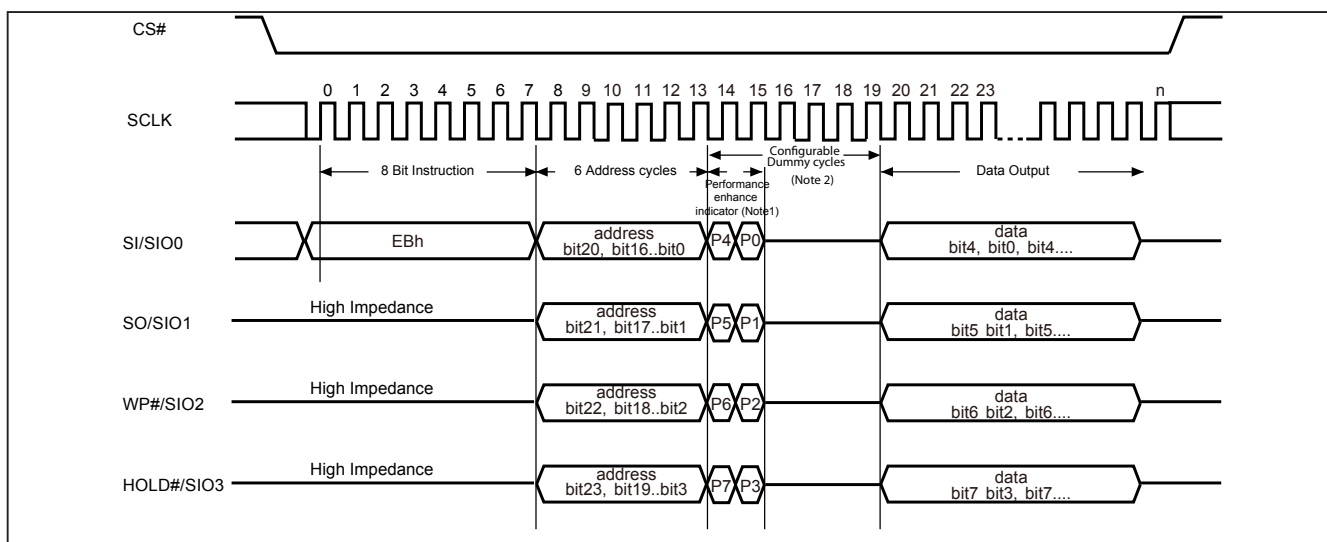 CS#
0 1 2 3 4 5 6 7 8 9 10 11 12 13 14 15 16 17 18 19 20 21 22 23 n
SCLK
8 Bit Instruction
6 Address cycles
Configurable
Dummy cycles
(Note 2)
Data Output
Performance
enhance
indicator (Note1)
SI/SIO0
EBh
address
bit20, bit16..bit0
P4 P0
data
bit4, bit0, bit4....
SO/SIO1
High Impedance
address
bit21, bit17..bit1
P5 P1
data
bit5 bit1, bit5....
WP#/SIO2
High Impedance
address
bit22, bit18..bit2
P6 P2
data
bit6 bit2, bit6....
HOLD#/SIO3
High Impedance
address
bit23, bit19..bit3
P7 P3
data
bit7 bit3, bit7....